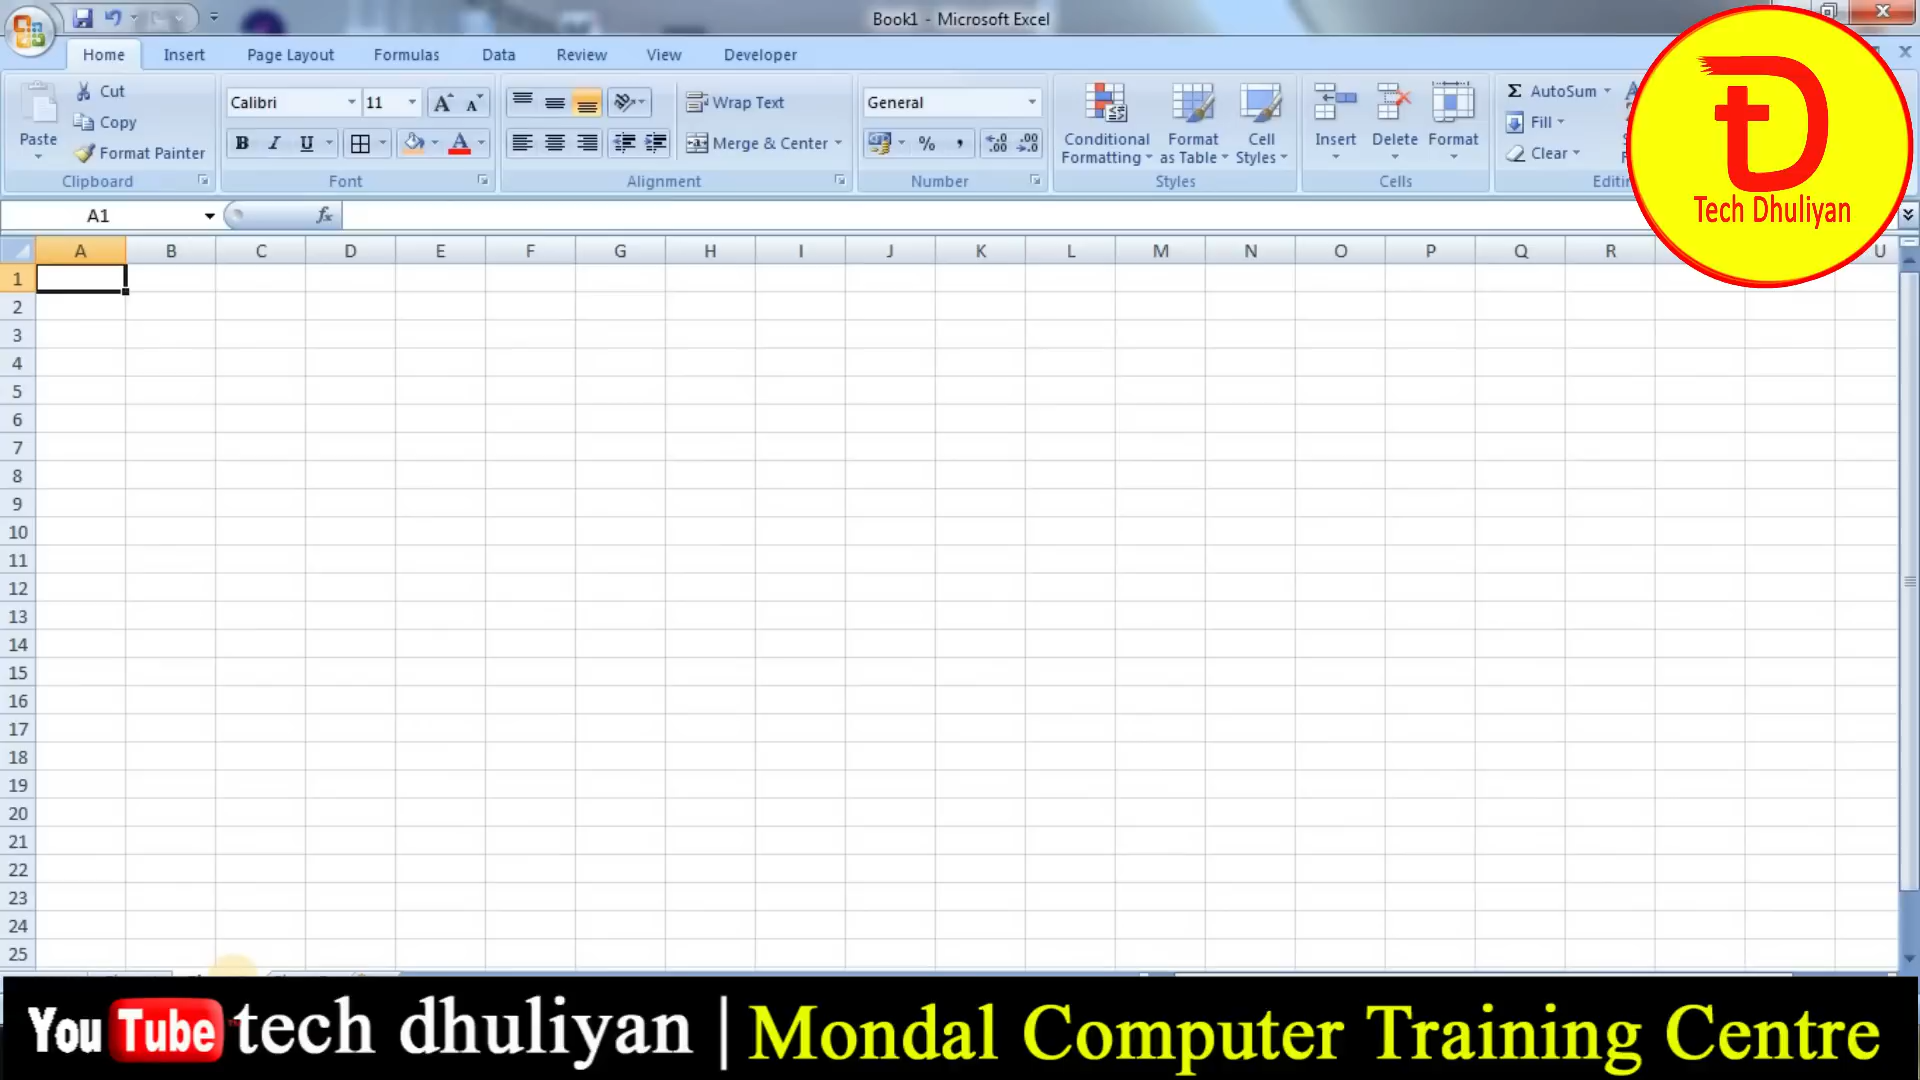 Book1 - Microsoft Excel
Home Insert Page Layout Formulas Data Review View Developer
Paste
Cut
Copy
Format Painter
Clipboard
Calibri 11
B I U
Font
Wrap Text
Merge & Center
Alignment
General
% ,
Number
Conditional Formatting
Format as Table
Cell Styles
Styles
Insert Delete Format
Cells
Σ AutoSum
Fill
Clear
tD
Tech Dhuliyan
A1 fx
A B C D E F G H I J K L M N O P Q R U
1
2
3
4
5
6
7
8
9
10
11
12
13
14
15
16
17
18
19
20
21
22
23
24
25
YouTube tech dhuliyan | Mondal Computer Training Centre